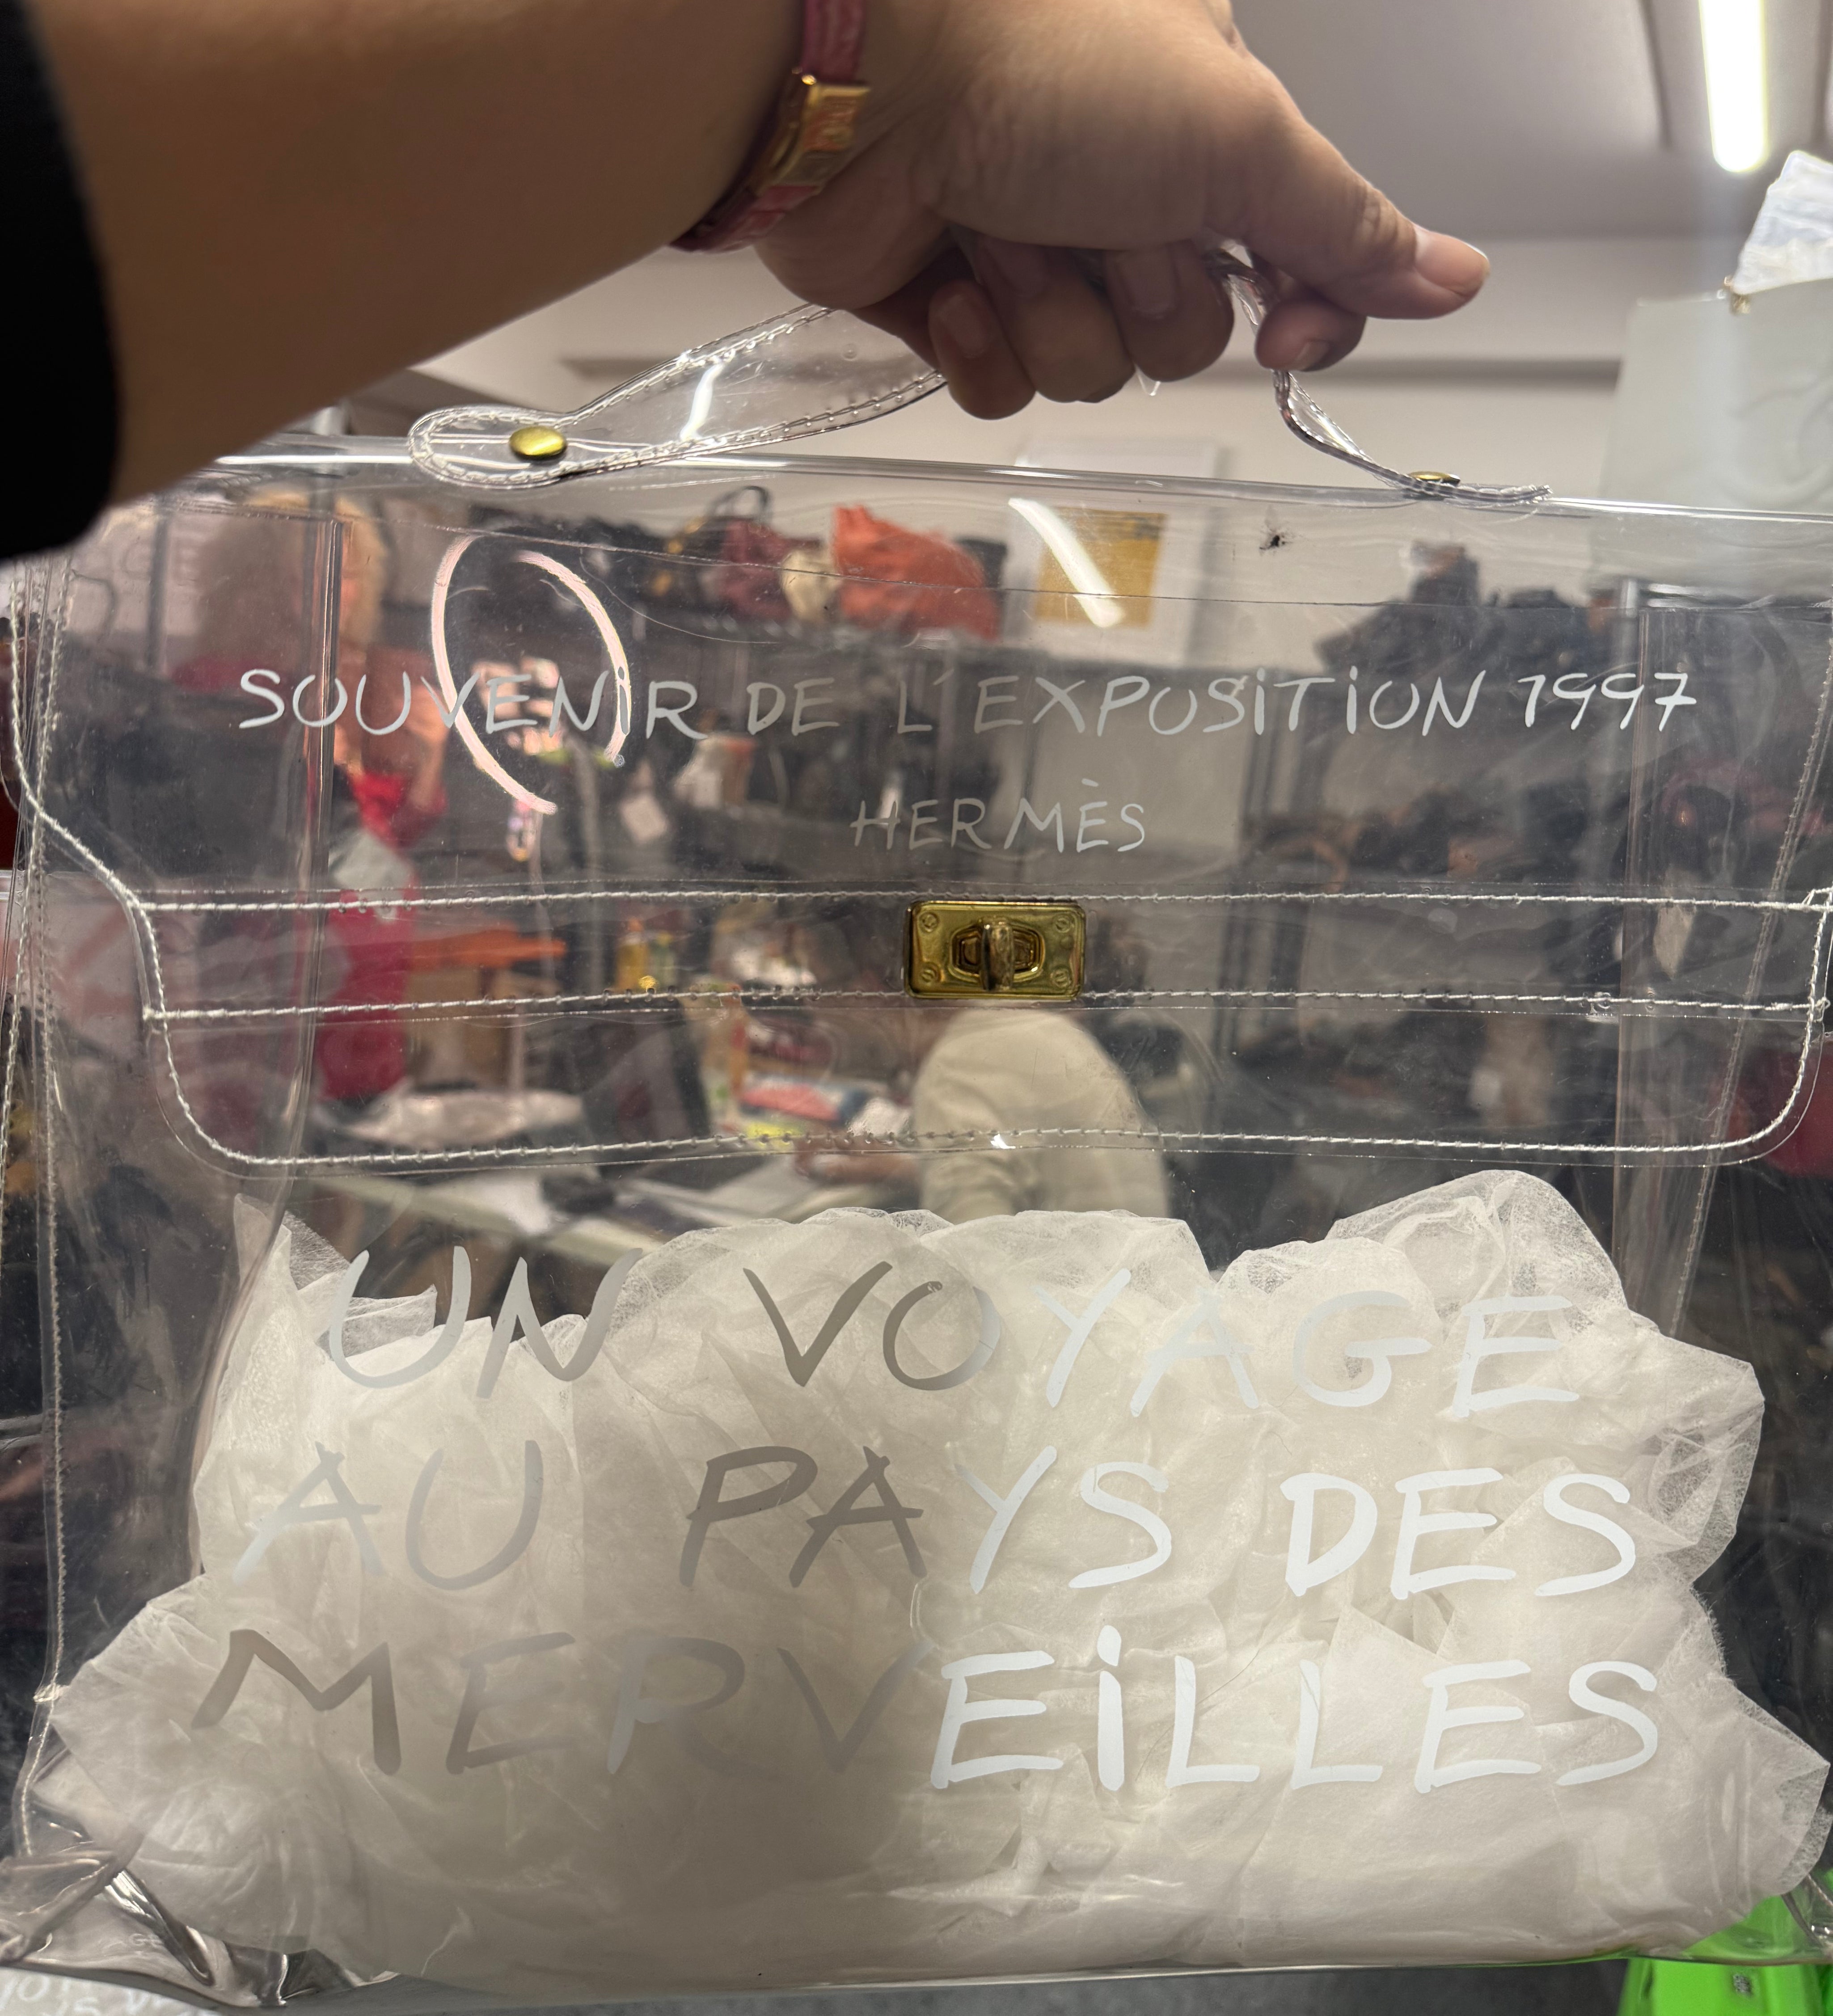 SOUVENiR DE L'EXPOSiTiON 1997
HERMÈS
UN VOYAGE
AU PAYS DES
MERVEiLLES